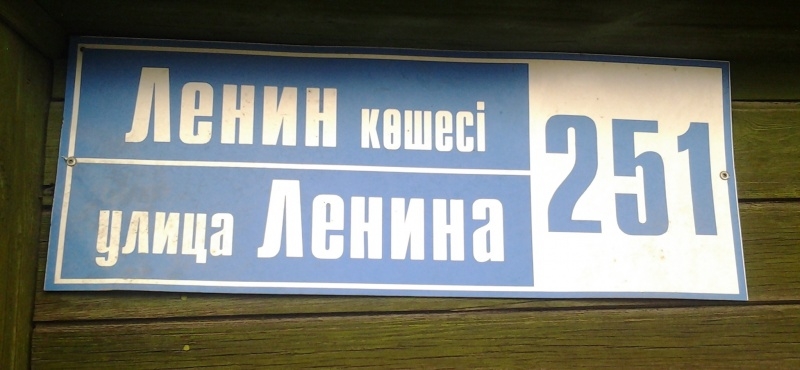 Ленин көшесі
улица Ленина
251